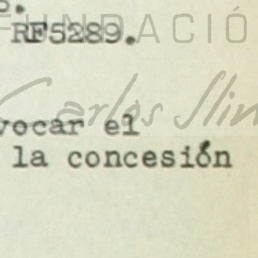 FUNDACIÓ
RF5289.
Carlos Slim
vocar el
la concesión